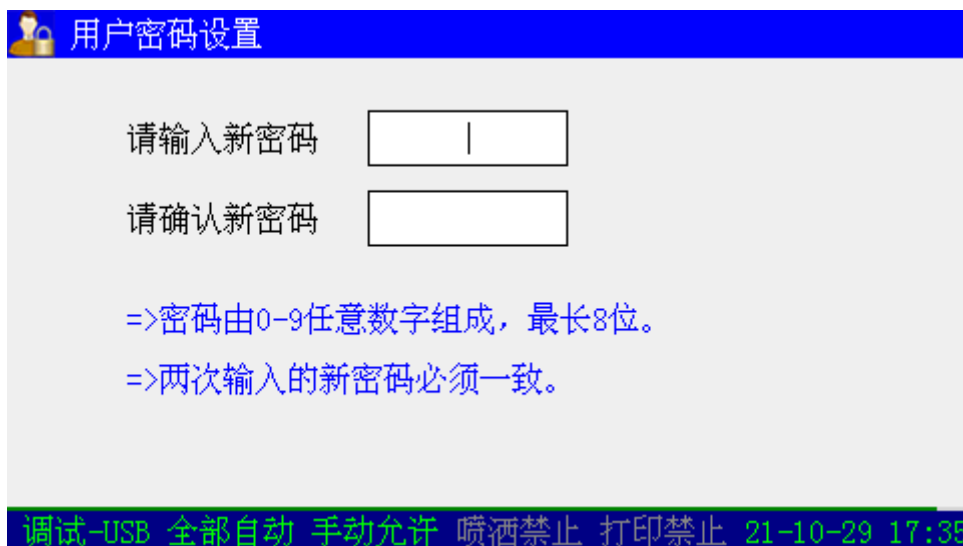 用户密码设置
请输入新密码
请确认新密码
=>密码由0-9任意数字组成，最长8位。
=>两次输入的新密码必须一致。
调试-USB 全部自动 手动允许 喷洒禁止 打印禁止 21-10-29 17:35